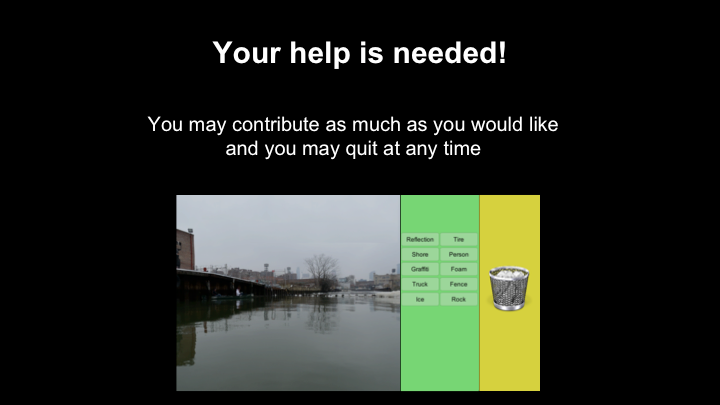 Your help is needed!
You may contribute as much as you would like
and you may quit at any time
Reflection Tire
Shore Person
Graffiti Foam
Truck Fence
Ice Rock